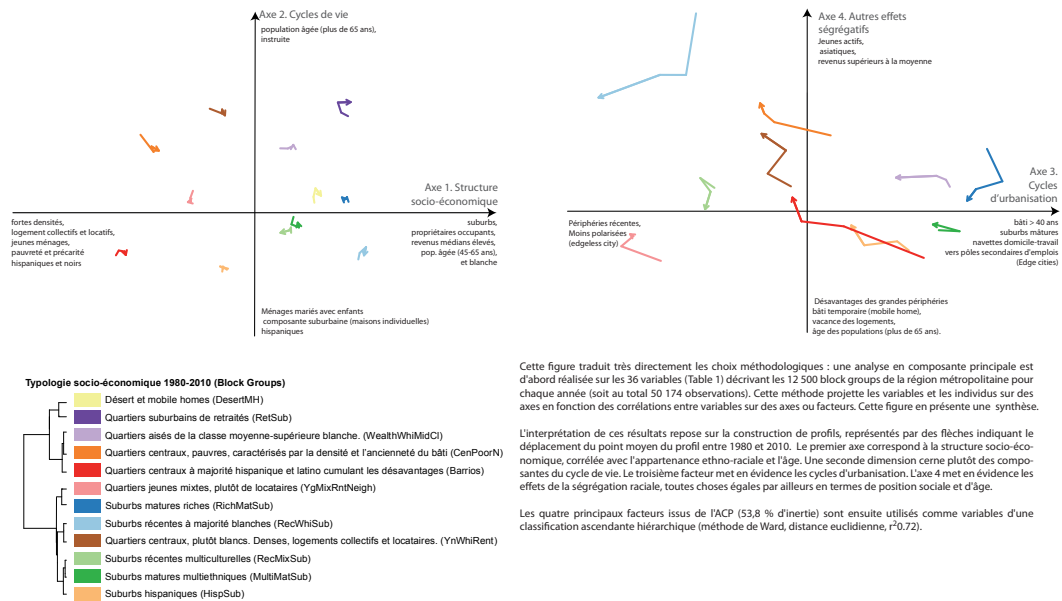 Axe 2. Cycles de vie
population âgée (plus de 65 ans),
instruite
Axe 1. Structure
socio-économique
fortes densités,
logement collectifs et locatifs,
jeunes ménages,
pauvreté et précarité
hispaniques et noirs
suburbs,
propriétaires occupants,
revenus médians élevés,
pop. âgée (45-65 ans),
et blanche
Ménages mariés avec enfants
composante suburbaine (maisons individuelles)
hispaniques
Axe 4. Autres effets
ségrégatifs
Jeunes actifs,
asiatiques,
revenus supérieurs à la moyenne
Axe 3.
Cycles
d'urbanisation
Périphéries récentes,
Moins polarisées
(edgeless city)
bâti > 40 ans
suburbs mâtures
navettes domicile-travail
vers pôles secondaires d'emplois
(Edge cities)
Désavantages des grandes périphéries
bâti temporaire (mobile home),
vacance des logements,
âge des populations (plus de 65 ans).
Typologie socio-économique 1980-2010 (Block Groups)
Désert et mobile homes (DesertMH)
Quartiers suburbains de retraités (RetSub)
Quartiers aisés de la classe moyenne-supérieure blanche. (WealthWhiMidCl)
Quartiers centraux, pauvres, caractérisés par la densité et l'ancienneté du bâti (CenPoorN)
Quartiers centraux à majorité hispanique et latino cumulant les désavantages (Barrios)
Quartiers jeunes mixtes, plutôt de locataires (YgMixRntNeigh)
Suburbs matures riches (RichMatSub)
Suburbs récentes à majorité blanches (RecWhiSub)
Quartiers centraux, plutôt blancs. Denses, logements collectifs et locataires. (YnWhiRent)
Suburbs récentes multiculturelles (RecMixSub)
Suburbs matures multiethniques (MultiMatSub)
Suburbs hispaniques (HispSub)
Cette figure traduit très directement les choix méthodologiques : une analyse en composante principale est
d'abord réalisée sur les 36 variables (Table 1) décrivant les 12 500 block groups de la région métropolitaine pour
chaque année (soit au total 50 174 observations). Cette méthode projette les variables et les individus sur des
axes en fonction des corrélations entre variables sur des axes ou facteurs. Cette figure en présente une synthèse.
L'interprétation de ces résultats repose sur la construction de profils, représentés par des flèches indiquant le
déplacement du point moyen du profil entre 1980 et 2010. Le premier axe correspond à la structure socio-éco-
nomique, corrélée avec l'appartenance ethno-raciale et l'âge. Une seconde dimension cerne plutôt des compo-
santes du cycle de vie. Le troisième facteur met en évidence les cycles d'urbanisation. L'axe 4 met en évidence les
effets de la ségrégation raciale, toutes choses égales par ailleurs en termes de position sociale et d'âge.
Les quatre principaux facteurs issus de l'ACP (53,8 % d'inertie) sont ensuite utilisés comme variables d'une
classification ascendante hiérarchique (méthode de Ward, distance euclidienne, r²0.72).